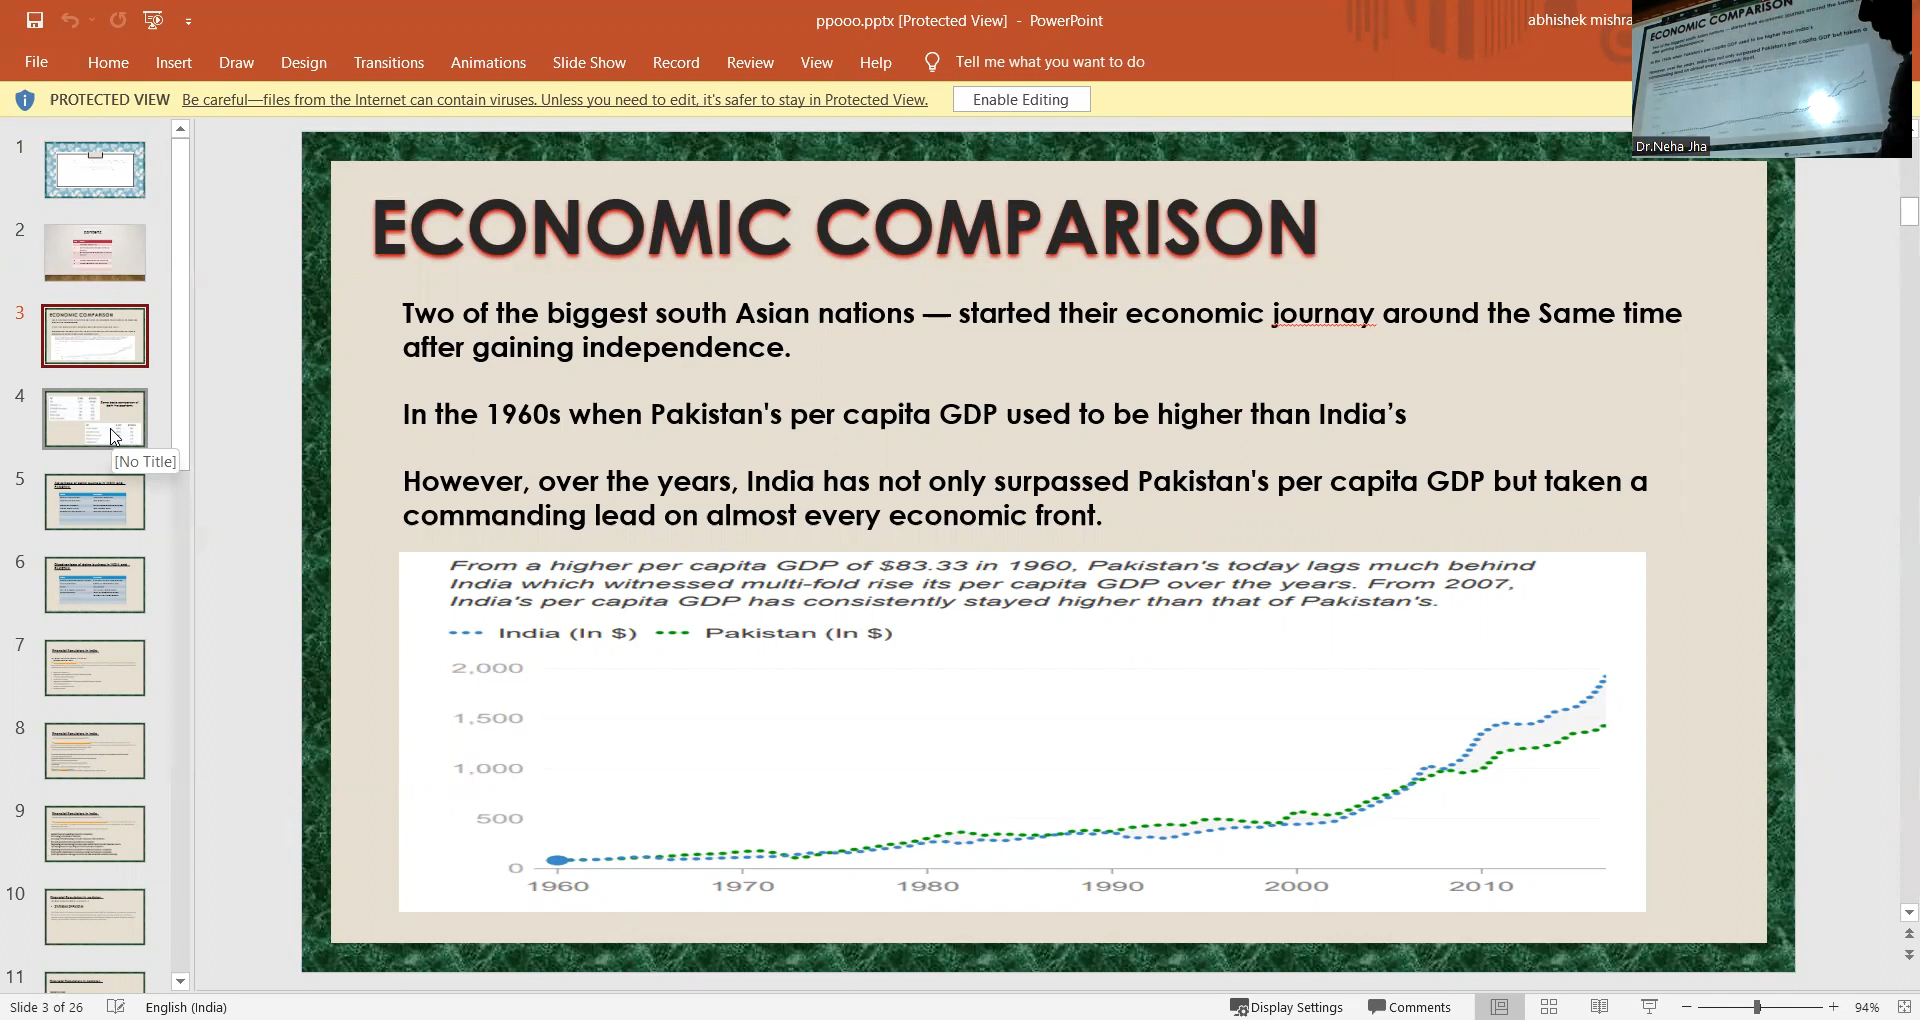 ppooo.pptx [Protected View] - PowerPoint
abhishek mishra
File Home Insert Draw Design Transitions Animations Slide Show Record Review View Help Tell me what you want to do
PROTECTED VIEW Be careful—files from the Internet can contain viruses. Unless you need to edit, it's safer to stay in Protected View. Enable Editing
ECONOMIC COMPARISON
Dr.Neha Jha
1
2
3
4
[No Title]
5
6
7
8
9
10
11
ECONOMIC COMPARISON
Two of the biggest south Asian nations — started their economic journay around the Same time
after gaining independence.
In the 1960s when Pakistan's per capita GDP used to be higher than India’s
However, over the years, India has not only surpassed Pakistan's per capita GDP but taken a
commanding lead on almost every economic front.
From a higher per capita GDP of $83.33 in 1960, Pakistan's today lags much behind
India which witnessed multi-fold rise its per capita GDP over the years. From 2007,
India's per capita GDP has consistently stayed higher than that of Pakistan's.
India (In $) Pakistan (In $)
2,000
1,500
1,000
500
0
1960 1970 1980 1990 2000 2010
Slide 3 of 26 English (India) Display Settings Comments 94%